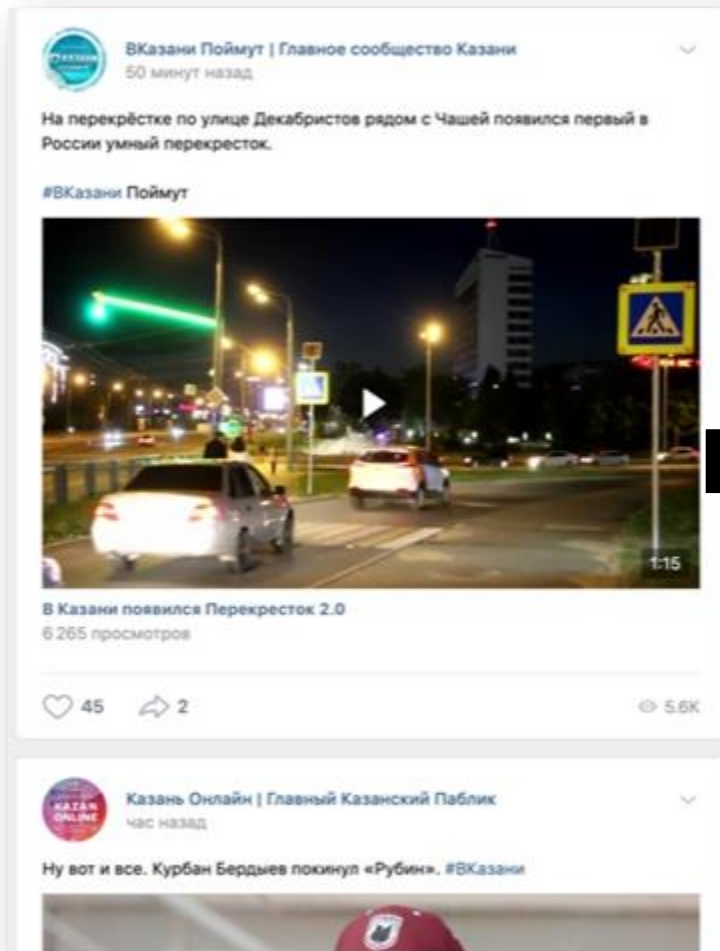 ВКазани Поймут | Главное сообщество Казани
50 минут назад
На перекрёстке по улице Декабристов рядом с Чашей появился первый в
России умный перекресток.
#ВКазани Поймут
1:15
В Казани появился Перекресток 2.0
6 265 просмотров
45
2
5.6K
KAZAN
ONLINE
Казань Онлайн | Главный Казанский Паблик
час назад
Ну вот и все. Курбан Бердыев покинул «Рубин». #ВКазани